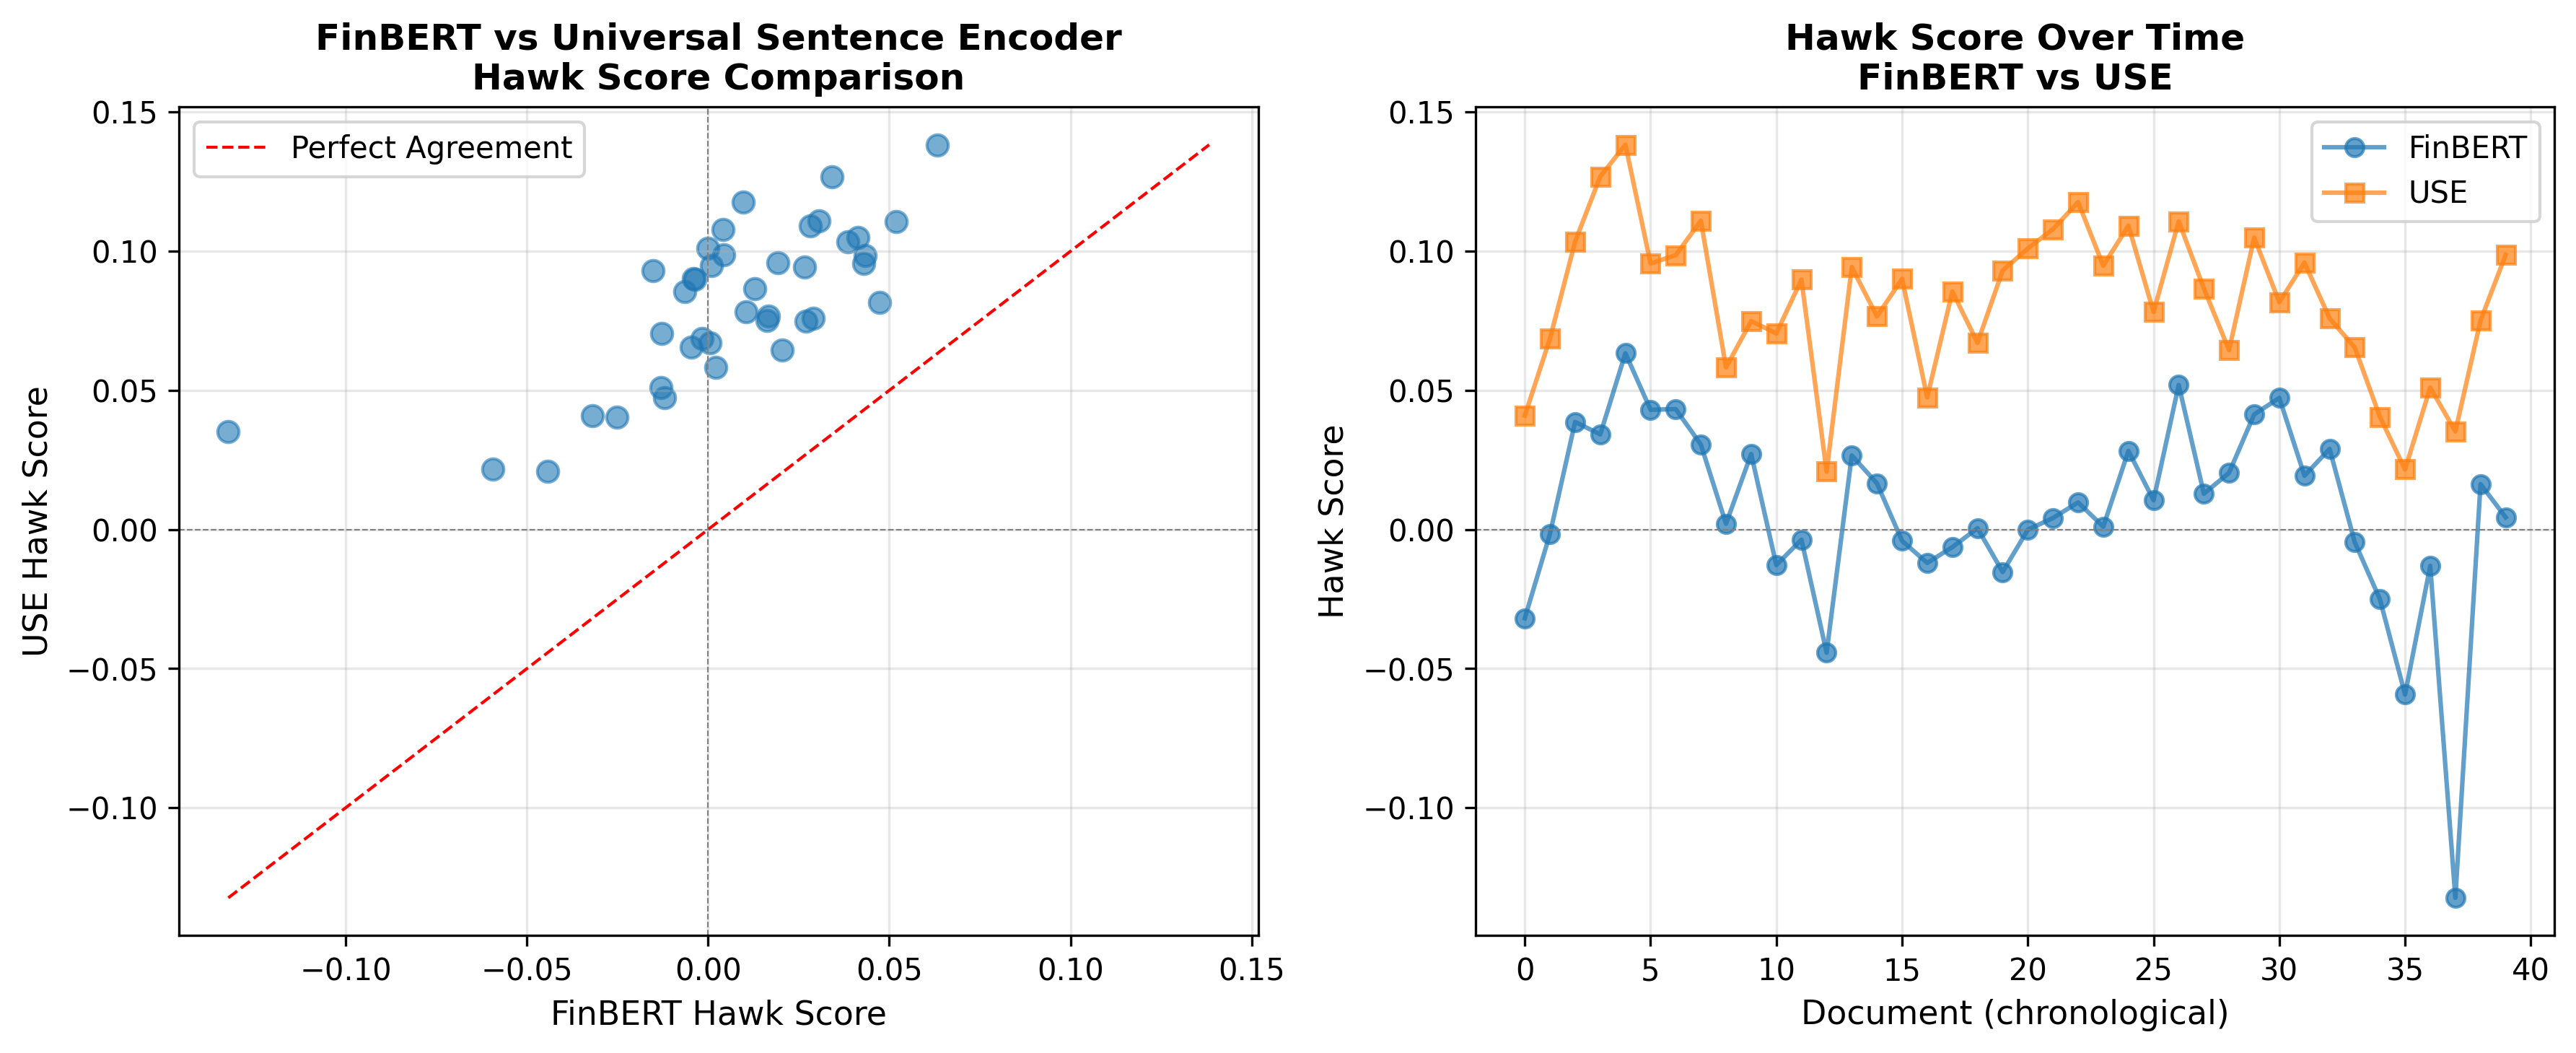 FinBERT vs Universal Sentence Encoder
Hawk Score Comparison
0.15
0.10
0.05
0.00
−0.05
−0.10
USE Hawk Score
Perfect Agreement
−0.10
−0.05
0.00
0.05
0.10
0.15
FinBERT Hawk Score
Hawk Score Over Time
FinBERT vs USE
0.15
0.10
0.05
0.00
−0.05
−0.10
Hawk Score
FinBERT
USE
0
5
10
15
20
25
30
35
40
Document (chronological)